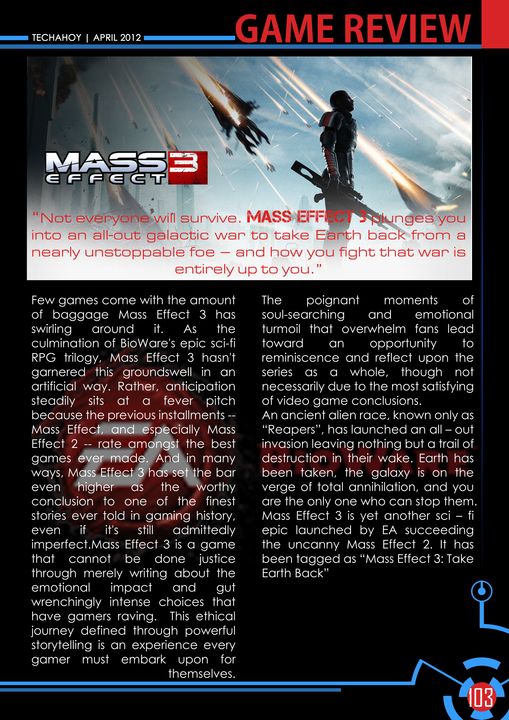 TECHAHOY | APRIL 2012
GAME REVIEW
MASS
EFFECT 3
“Not everyone will survive. MASS EFFECT 3 plunges you
into an all-out galactic war to take Earth back from a
nearly unstoppable foe – and how you fight that war is
entirely up to you.”
Few games come with the amount
of baggage Mass Effect 3 has
swirling around it. As the
culmination of BioWare's epic sci-fi
RPG trilogy, Mass Effect 3 hasn't
garnered this groundswell in an
artificial way. Rather, anticipation
steadily sits at a fever pitch
because the previous installments --
Mass Effect, and especially Mass
Effect 2 -- rate amongst the best
games ever made. And in many
ways, Mass Effect 3 has set the bar
even higher as the worthy
conclusion to one of the finest
stories ever told in gaming history,
even if it's still admittedly
imperfect.Mass Effect 3 is a game
that cannot be done justice
through merely writing about the
emotional impact and gut
wrenchingly intense choices that
have gamers raving. This ethical
journey defined through powerful
storytelling is an experience every
gamer must embark upon for
themselves.
The poignant moments of
soul-searching and emotional
turmoil that overwhelm fans lead
toward an opportunity to
reminiscence and reflect upon the
series as a whole, though not
necessarily due to the most satisfying
of video game conclusions.
An ancient alien race, known only as
“Reapers”, has launched an all – out
invasion leaving nothing but a trail of
destruction in their wake. Earth has
been taken, the galaxy is on the
verge of total annihilation, and you
are the only one who can stop them.
Mass Effect 3 is yet another sci – fi
epic launched by EA succeeding
the uncanny Mass Effect 2. It has
been tagged as “Mass Effect 3: Take
Earth Back”
103